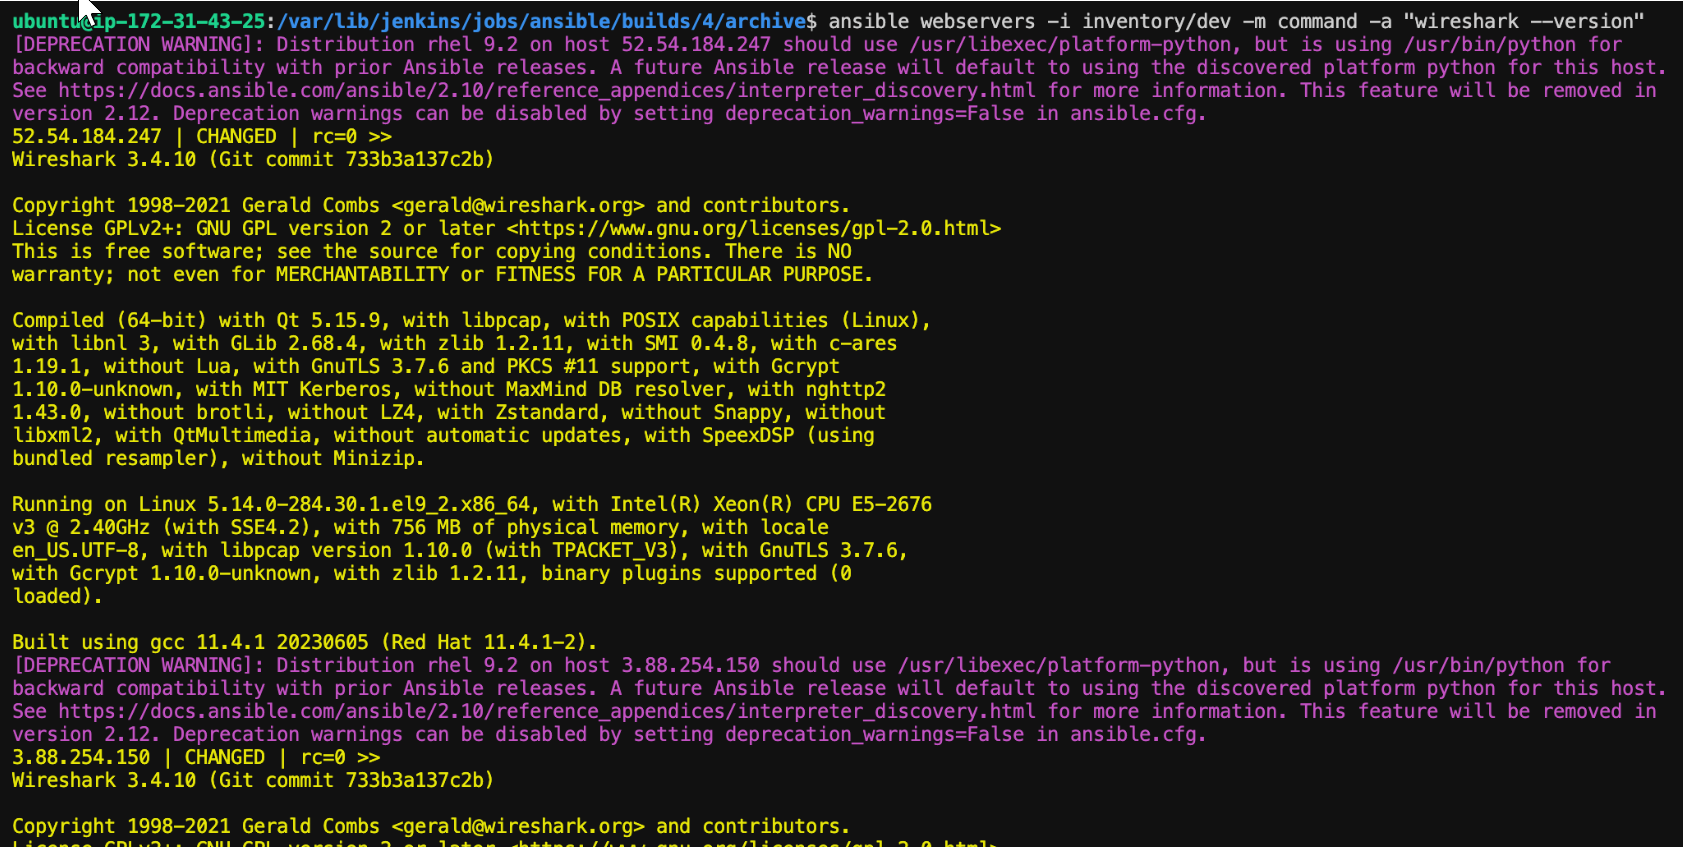 ubuntu@ip-172-31-43-25:/var/lib/jenkins/jobs/ansible/builds/4/archive$ ansible webservers -i inventory/dev -m command -a "wireshark --version"
[DEPRECATION WARNING]: Distribution rhel 9.2 on host 52.54.184.247 should use /usr/libexec/platform-python, but is using /usr/bin/python for
backward compatibility with prior Ansible releases. A future Ansible release will default to using the discovered platform python for this host.
See https://docs.ansible.com/ansible/2.10/reference_appendices/interpreter_discovery.html for more information. This feature will be removed in
version 2.12. Deprecation warnings can be disabled by setting deprecation_warnings=False in ansible.cfg.
52.54.184.247 | CHANGED | rc=0 >>
Wireshark 3.4.10 (Git commit 733b3a137c2b)
Copyright 1998-2021 Gerald Combs <gerald@wireshark.org> and contributors.
License GPLv2+: GNU GPL version 2 or later <https://www.gnu.org/licenses/gpl-2.0.html>
This is free software; see the source for copying conditions. There is NO
warranty; not even for MERCHANTABILITY or FITNESS FOR A PARTICULAR PURPOSE.
Compiled (64-bit) with Qt 5.15.9, with libpcap, with POSIX capabilities (Linux),
with libnl 3, with GLib 2.68.4, with zlib 1.2.11, with SMI 0.4.8, with c-ares
1.19.1, without Lua, with GnuTLS 3.7.6 and PKCS #11 support, with Gcrypt
1.10.0-unknown, with MIT Kerberos, without MaxMind DB resolver, with nghttp2
1.43.0, without brotli, without LZ4, with Zstandard, without Snappy, without
libxml2, with QtMultimedia, without automatic updates, with SpeexDSP (using
bundled resampler), without Minizip.
Running on Linux 5.14.0-284.30.1.el9_2.x86_64, with Intel(R) Xeon(R) CPU E5-2676
v3 @ 2.40GHz (with SSE4.2), with 756 MB of physical memory, with locale
en_US.UTF-8, with libpcap version 1.10.0 (with TPACKET_V3), with GnuTLS 3.7.6,
with Gcrypt 1.10.0-unknown, with zlib 1.2.11, binary plugins supported (0
loaded).
Built using gcc 11.4.1 20230605 (Red Hat 11.4.1-2).
[DEPRECATION WARNING]: Distribution rhel 9.2 on host 3.88.254.150 should use /usr/libexec/platform-python, but is using /usr/bin/python for
backward compatibility with prior Ansible releases. A future Ansible release will default to using the discovered platform python for this host.
See https://docs.ansible.com/ansible/2.10/reference_appendices/interpreter_discovery.html for more information. This feature will be removed in
version 2.12. Deprecation warnings can be disabled by setting deprecation_warnings=False in ansible.cfg.
3.88.254.150 | CHANGED | rc=0 >>
Wireshark 3.4.10 (Git commit 733b3a137c2b)
Copyright 1998-2021 Gerald Combs <gerald@wireshark.org> and contributors.
License GPLv2+: GNU GPL version 2 or later <https://www.gnu.org/licenses/gpl-2.0.html>